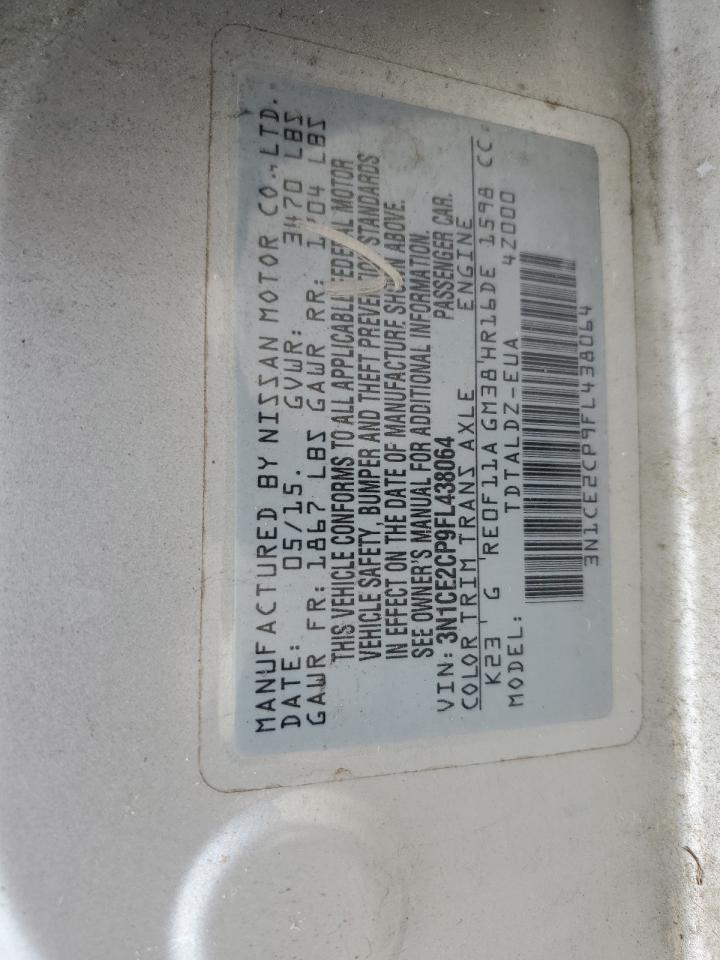 MANUFACTURED BY NISSAN MOTOR CO.,LTD.
DATE: 05/15. GVWR: 3470 LBS
GAWR FR: 1867 LBS GAWR RR: LBS
THIS VEHICLE CONFORMS TO ALL APPLICABLE FEDERAL MOTOR
VEHICLE SAFETY, BUMPER AND THEFT PREVENTION STANDARDS
IN EFFECT ON THE DATE OF MANUFACTURE SHOWN ABOVE.
SEE OWNER'S MANUAL FOR ADDITIONAL INFORMATION.
VIN: 3N1CE2CP9FL438064 PASSENGER CAR.
COLOR TRIM TRANS AXLE ENGINE
K23 ' G 'RE0F11A GM38'HR16DE 1598 CC
MODEL: TDTALDZ-EUA 4Z000
3N1CE2CP9FL438064